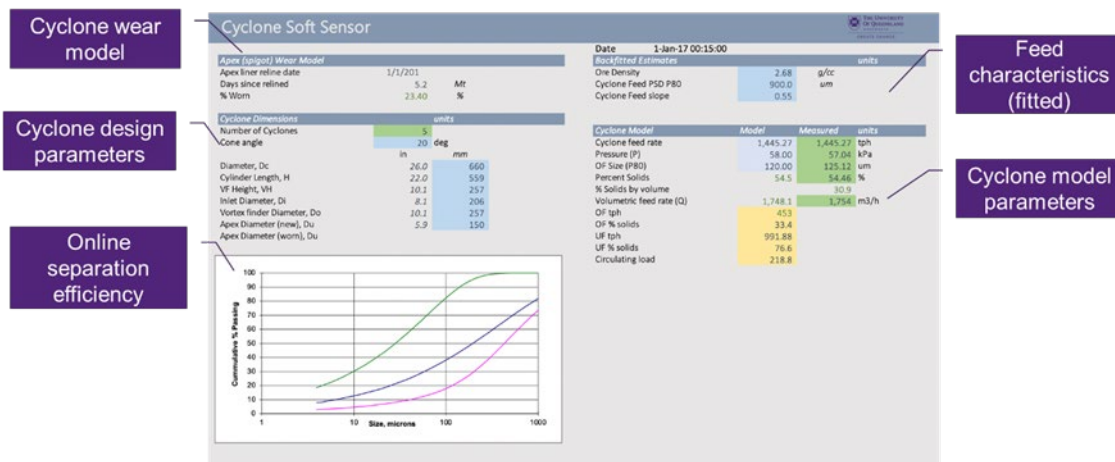 Cyclone wear
model
Cyclone design
parameters
Online
separation
efficiency
Cyclone Soft Sensor
THE UNIVERSITY
OF QUEENSLAND
AUSTRALIA
CREATE CHANGE
Apex (spigot) Wear Model
Apex liner reline date 1/1/201
Days since relined 5.2 Mt
% Worn 23.40 %
Cyclone Dimensions units
Number of Cyclones 5
Cone angle 20 deg
in mm
Diameter, Dc 26.0 660
Cylinder Length, H 22.0 559
VF Height, VH 10.1 257
Inlet Diameter, Di 8.1 206
Vortex finder Diameter, Do 10.1 257
Apex Diameter (new), Du 5.9 150
Apex Diameter (worn), Du
Cummulative % Passing
100
90
80
70
60
50
40
30
20
10
0
1 10 100 1000
Size, microns
Date 1-Jan-17 00:15:00
Backfitted Estimates units
Ore Density 2.68 g/cc
Cyclone Feed PSD P80 900.0 um
Cyclone Feed slope 0.55
Cyclone Model Model Measured units
Cyclone feed rate 1,445.27 1,445.27 tph
Pressure (P) 58.00 57.04 kPa
OF Size (P80) 120.00 125.12 um
Percent Solids 54.5 54.46 %
% Solids by volume 30.9
Volumetric feed rate (Q) 1,748.1 1,754 m3/h
OF tph 453
OF % solids 33.4
UF tph 991.88
UF % solids 76.6
Circulating load 218.8
Feed
characteristics
(fitted)
Cyclone model
parameters